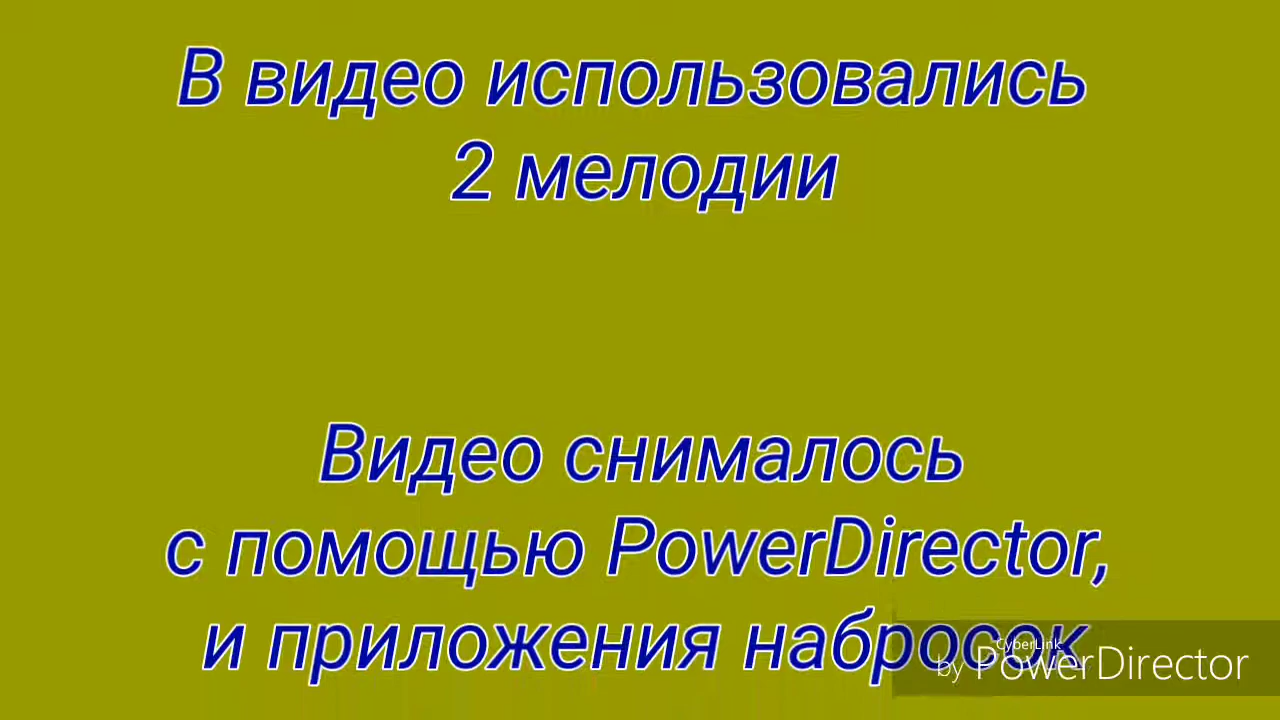 В видео использовались
2 мелодии
Видео снималось
с помощью PowerDirector,
и приложения набросок
CyberLink
by PowerDirector